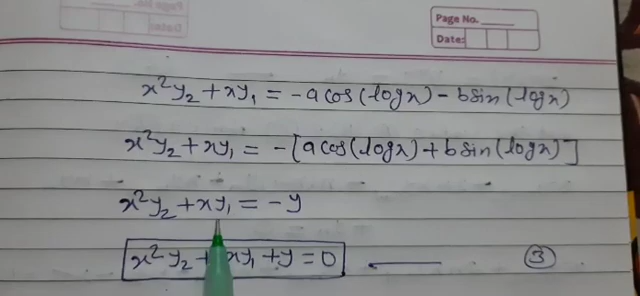 Page No.
Date:
x²y₂ + xy₁ = -a cos(log x) - b sin(log x)
x²y₂ + xy₁ = -[a cos(log x) + b sin(log x)]
x²y₂ + xy₁ = -y
x²y₂ + xy₁ + y = 0 —— ③